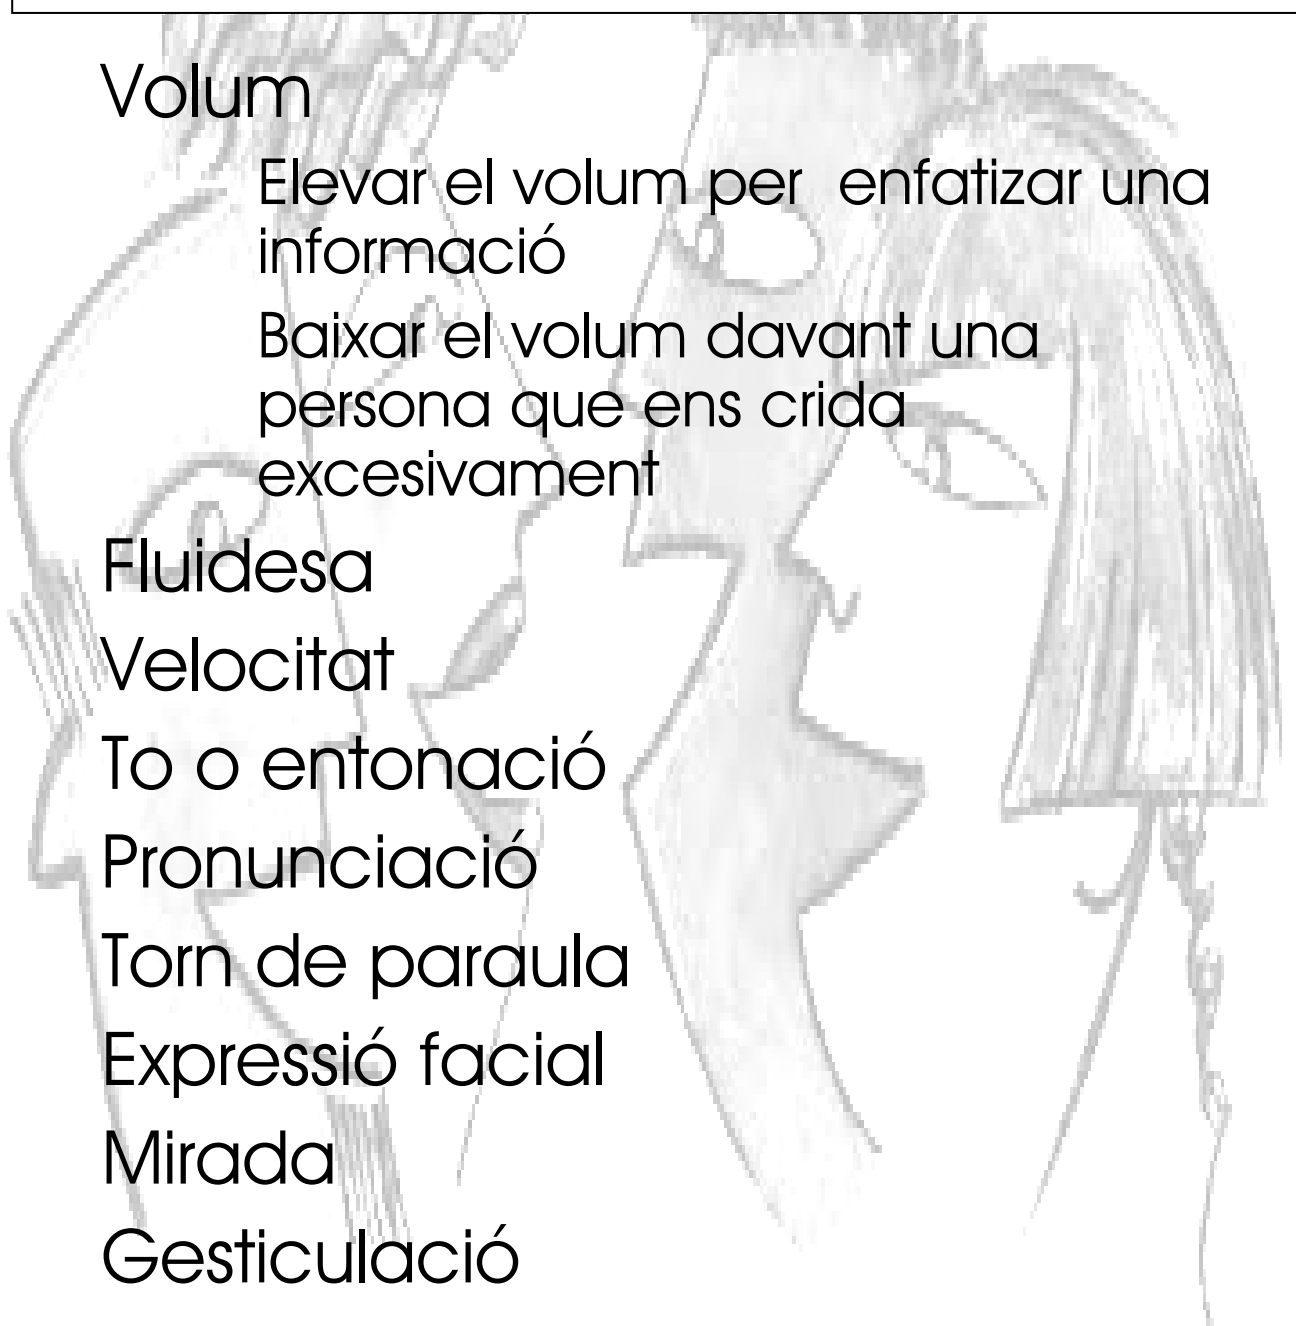 Volum
Elevar el volum per  enfatizar una
informació
Baixar el volum davant una
persona que ens crida
excesivament
Fluidesa
Velocitat
To o entonació
Pronunciació
Torn de paraula
Expressió facial
Mirada
Gesticulació